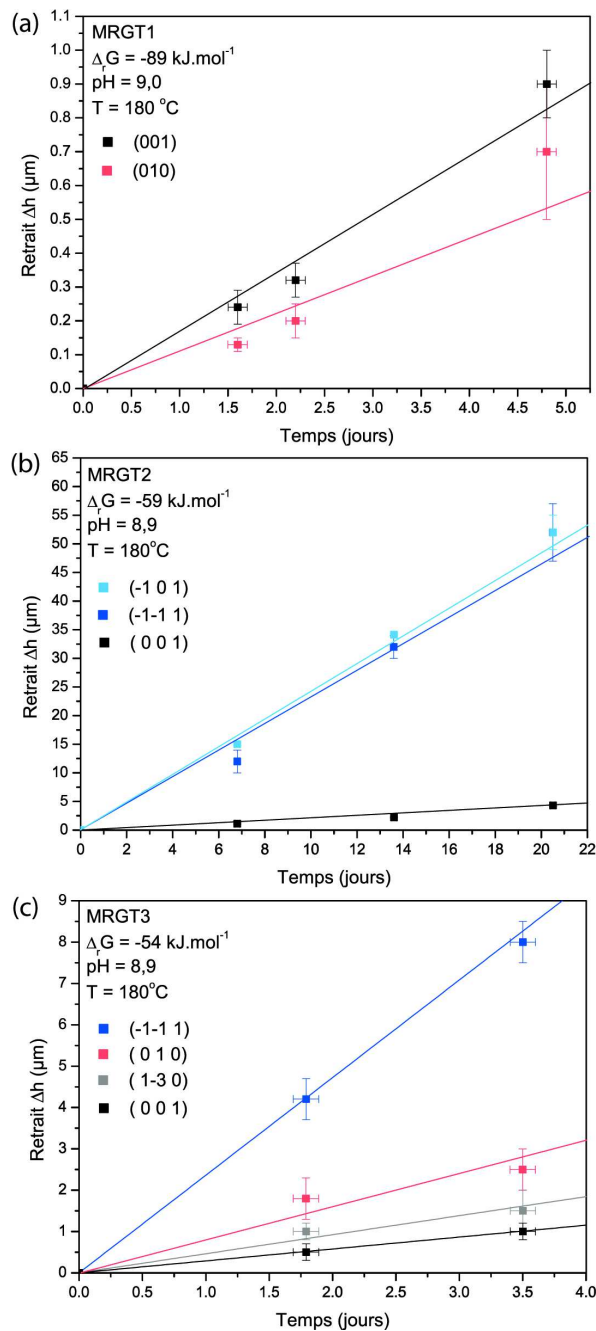 (a)
MRGT1
ΔrG = -89 kJ.mol-1
pH = 9,0
T = 180 °C
(001)
(010)
Retrait Δh (µm)
1.1
1.0
0.9
0.8
0.7
0.6
0.5
0.4
0.3
0.2
0.1
0.0
0.0 0.5 1.0 1.5 2.0 2.5 3.0 3.5 4.0 4.5 5.0
Temps (jours)
(b)
MRGT2
ΔrG = -59 kJ.mol-1
pH = 8,9
T = 180°C
(-1 0 1)
(-1-1 1)
( 0 0 1)
Retrait Δh (µm)
65
60
55
50
45
40
35
30
25
20
15
10
5
0
0 2 4 6 8 10 12 14 16 18 20 22
Temps (jours)
(c)
MRGT3
ΔrG = -54 kJ.mol-1
pH = 8,9
T = 180°C
(-1-1 1)
( 0 1 0)
( 1-3 0)
( 0 0 1)
Retrait Δh (µm)
9
8
7
6
5
4
3
2
1
0
0.0 0.5 1.0 1.5 2.0 2.5 3.0 3.5 4.0
Temps (jours)